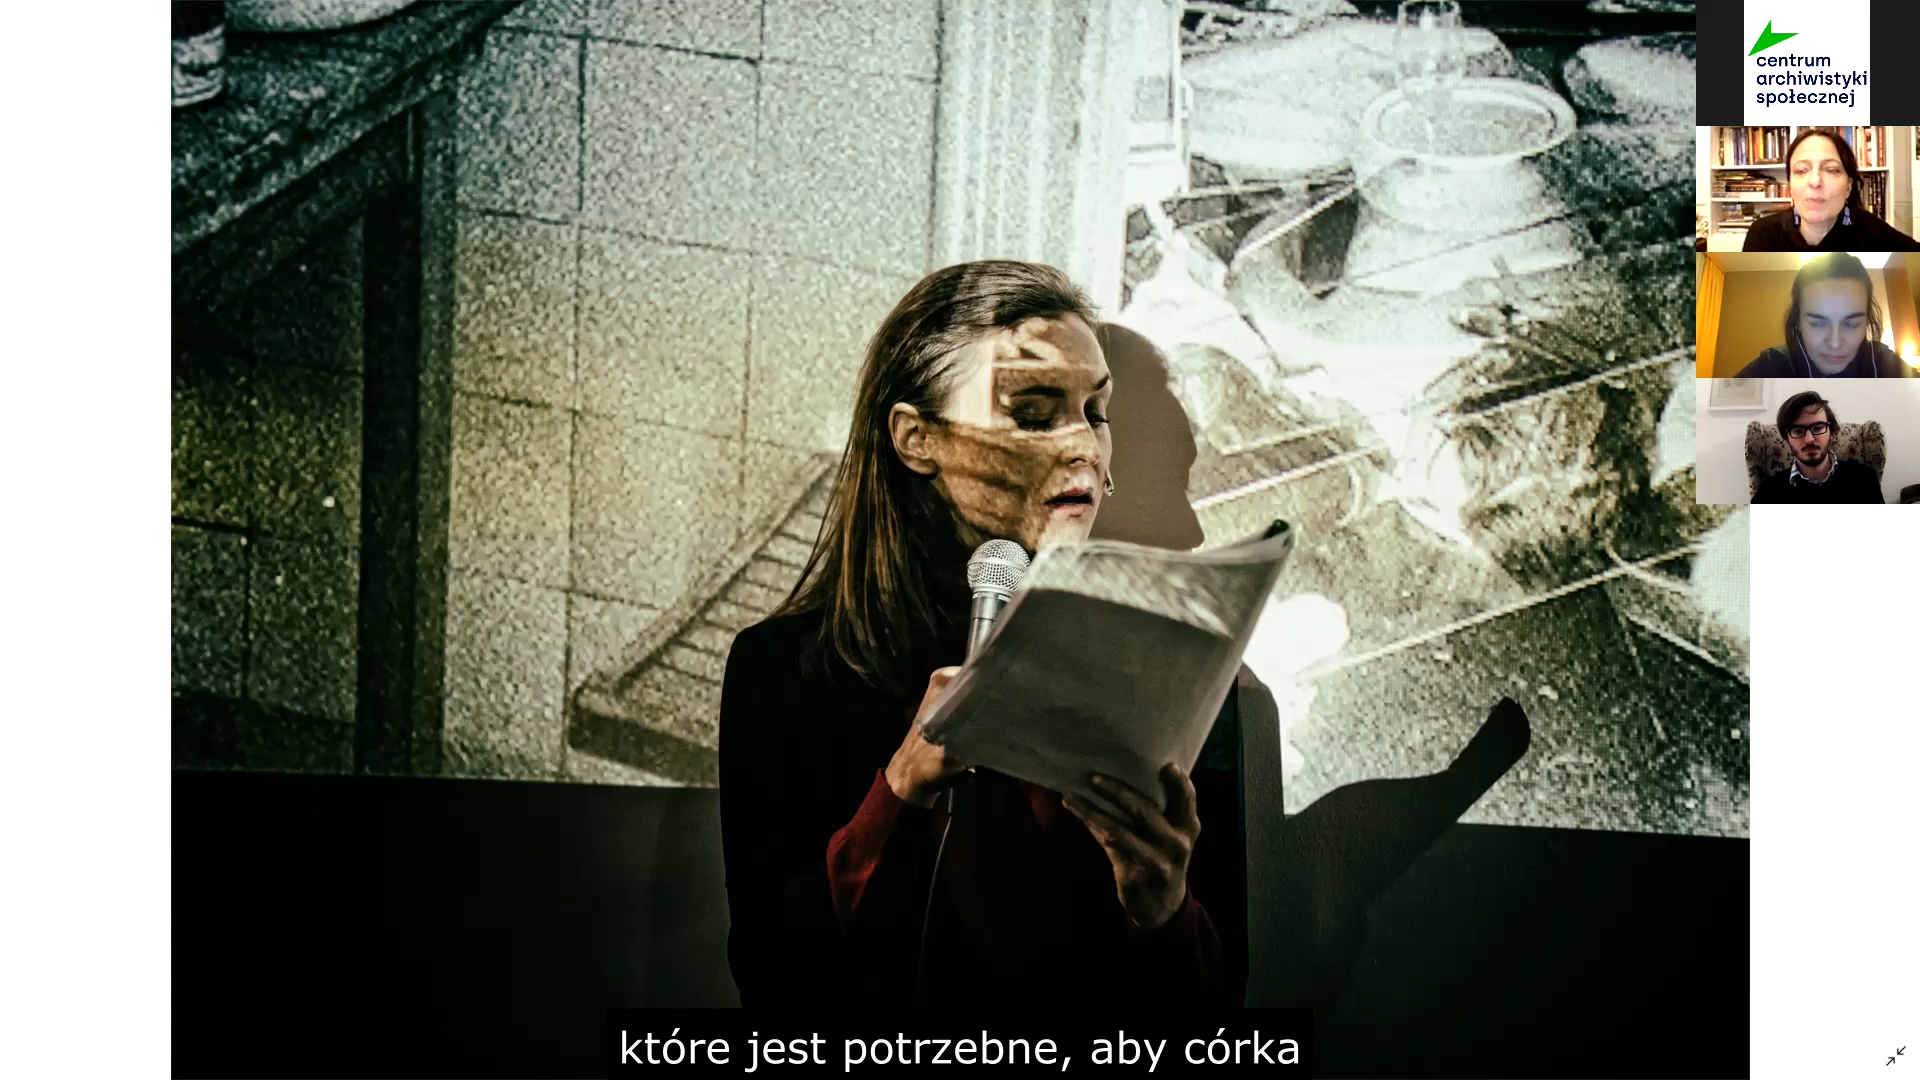 centrum
archiwistyki
społecznej
które jest potrzebne, aby córka